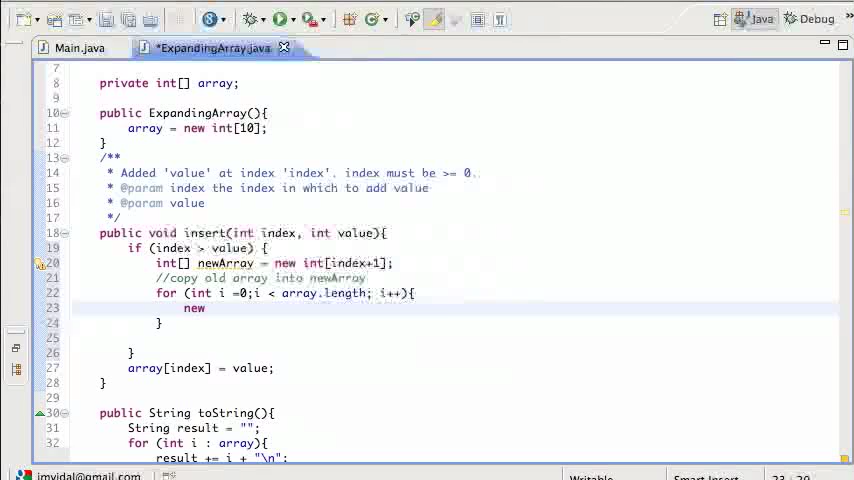 Java
Debug
»
Main.java
*ExpandingArray.java
7
8 private int[] array;
9
10 public ExpandingArray(){
11 array = new int[10];
12 }
13 /**
14 * Added 'value' at index 'index'. index must be >= 0.
15 * @param index the index in which to add value
16 * @param value
17 */
18 public void insert(int index, int value){
19 if (index > value) {
20 int[] newArray = new int[index+1];
21 //copy old array into newArray
22 for (int i =0;i < array.length; i++){
23 new
24 }
25
26 }
27 array[index] = value;
28 }
29
30 public String toString(){
31 String result = "";
32 for (int i : array){
result += i + "\n";
jmvidal@gmail.com
Writable
Smart Insert